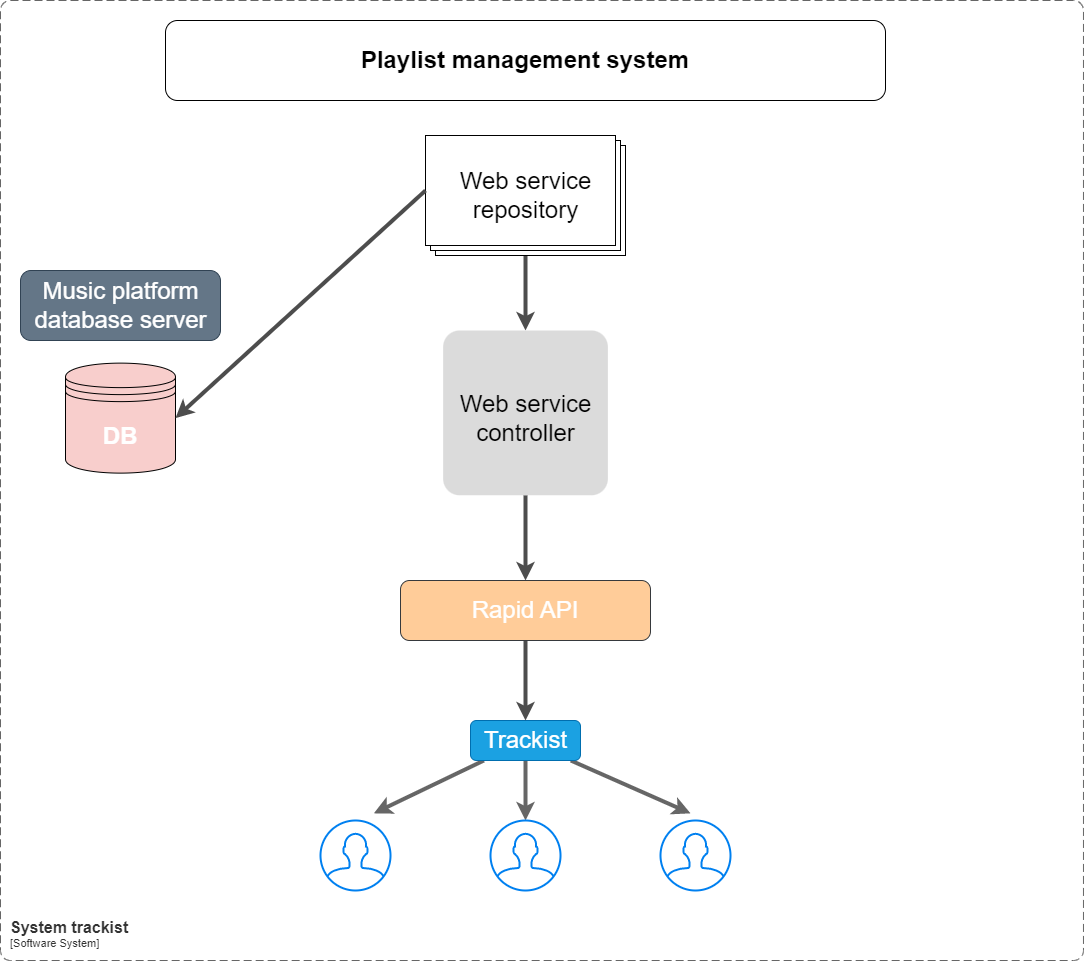 Playlist management system
Web service
repository
Music platform
database server
DB
Web service
controller
Rapid API
Trackist
System trackist
[Software System]